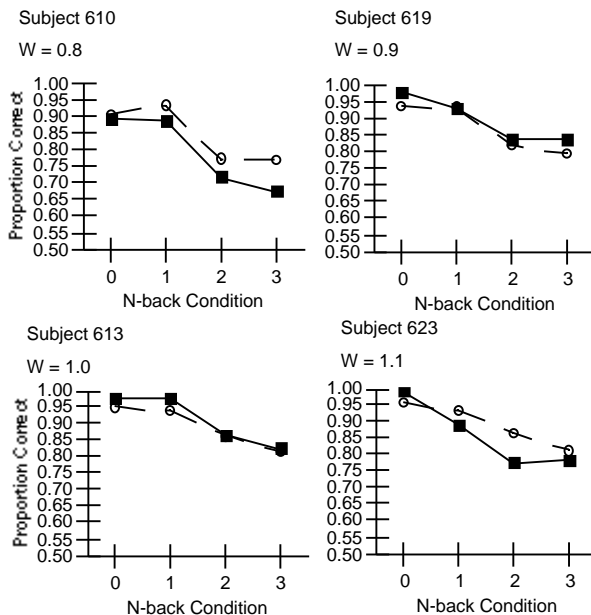 Subject 610
W = 0.8
Proportion Correct
1.00
0.95
0.90
0.85
0.80
0.75
0.70
0.65
0.60
0.55
0.50
0 1 2 3
N-back Condition
Subject 619
W = 0.9
1.00
0.95
0.90
0.85
0.80
0.75
0.70
0.65
0.60
0.55
0.50
0 1 2 3
N-back Condition
Subject 613
W = 1.0
Proportion Correct
1.00
0.95
0.90
0.85
0.80
0.75
0.70
0.65
0.60
0.55
0.50
0 1 2 3
N-back Condition
Subject 623
W = 1.1
1.00
0.95
0.90
0.85
0.80
0.75
0.70
0.65
0.60
0.55
0.50
0 1 2 3
N-back Condition